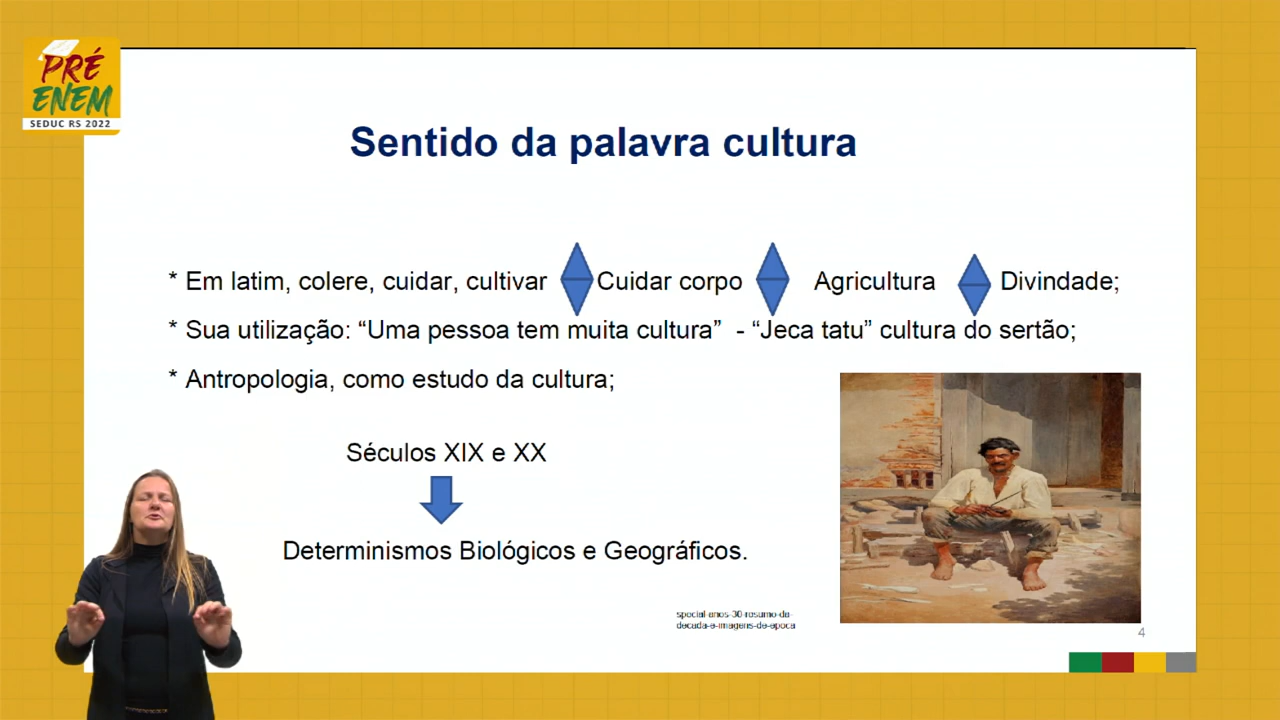 PRÉ
ENEM
SEDUC RS 2022
Sentido da palavra cultura
* Em latim, colere, cuidar, cultivar Cuidar corpo Agricultura Divindade;
* Sua utilização: “Uma pessoa tem muita cultura” - “Jeca tatu” cultura do sertão;
* Antropologia, como estudo da cultura;
Séculos XIX e XX
Determinismos Biológicos e Geográficos.
special-anos-30-resumo-da-
decada-e-imagens-de-epoca
4